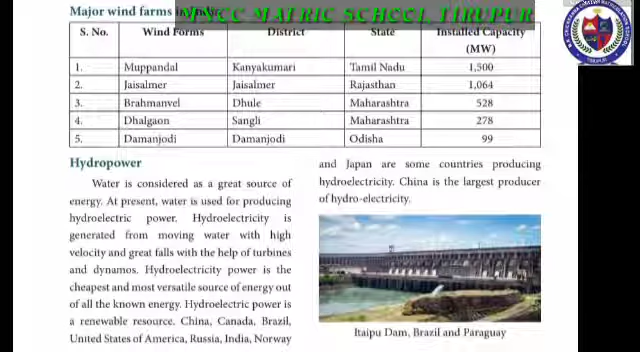 Major wind farms in India
MNCC MATRIC SCHOOL, TIRUPUR
S. No. Wind Forms District State Installed Capacity (MW)
1. Muppandal Kanyakumari Tamil Nadu 1,500
2. Jaisalmer Jaisalmer Rajasthan 1,064
3. Brahmanvel Dhule Maharashtra 528
4. Dhalgaon Sangli Maharashtra 278
5. Damanjodi Damanjodi Odisha 99
Hydropower
Water is considered as a great source of
energy. At present, water is used for producing
hydroelectric power. Hydroelectricity is
generated from moving water with high
velocity and great falls with the help of turbines
and dynamos. Hydroelectricity power is the
cheapest and most versatile source of energy out
of all the known energy. Hydroelectric power is
a renewable resource. China, Canada, Brazil,
United States of America, Russia, India, Norway
and Japan are some countries producing
hydroelectricity. China is the largest producer
of hydro-electricity.
Itaipu Dam, Brazil and Paraguay
TIRUPUR